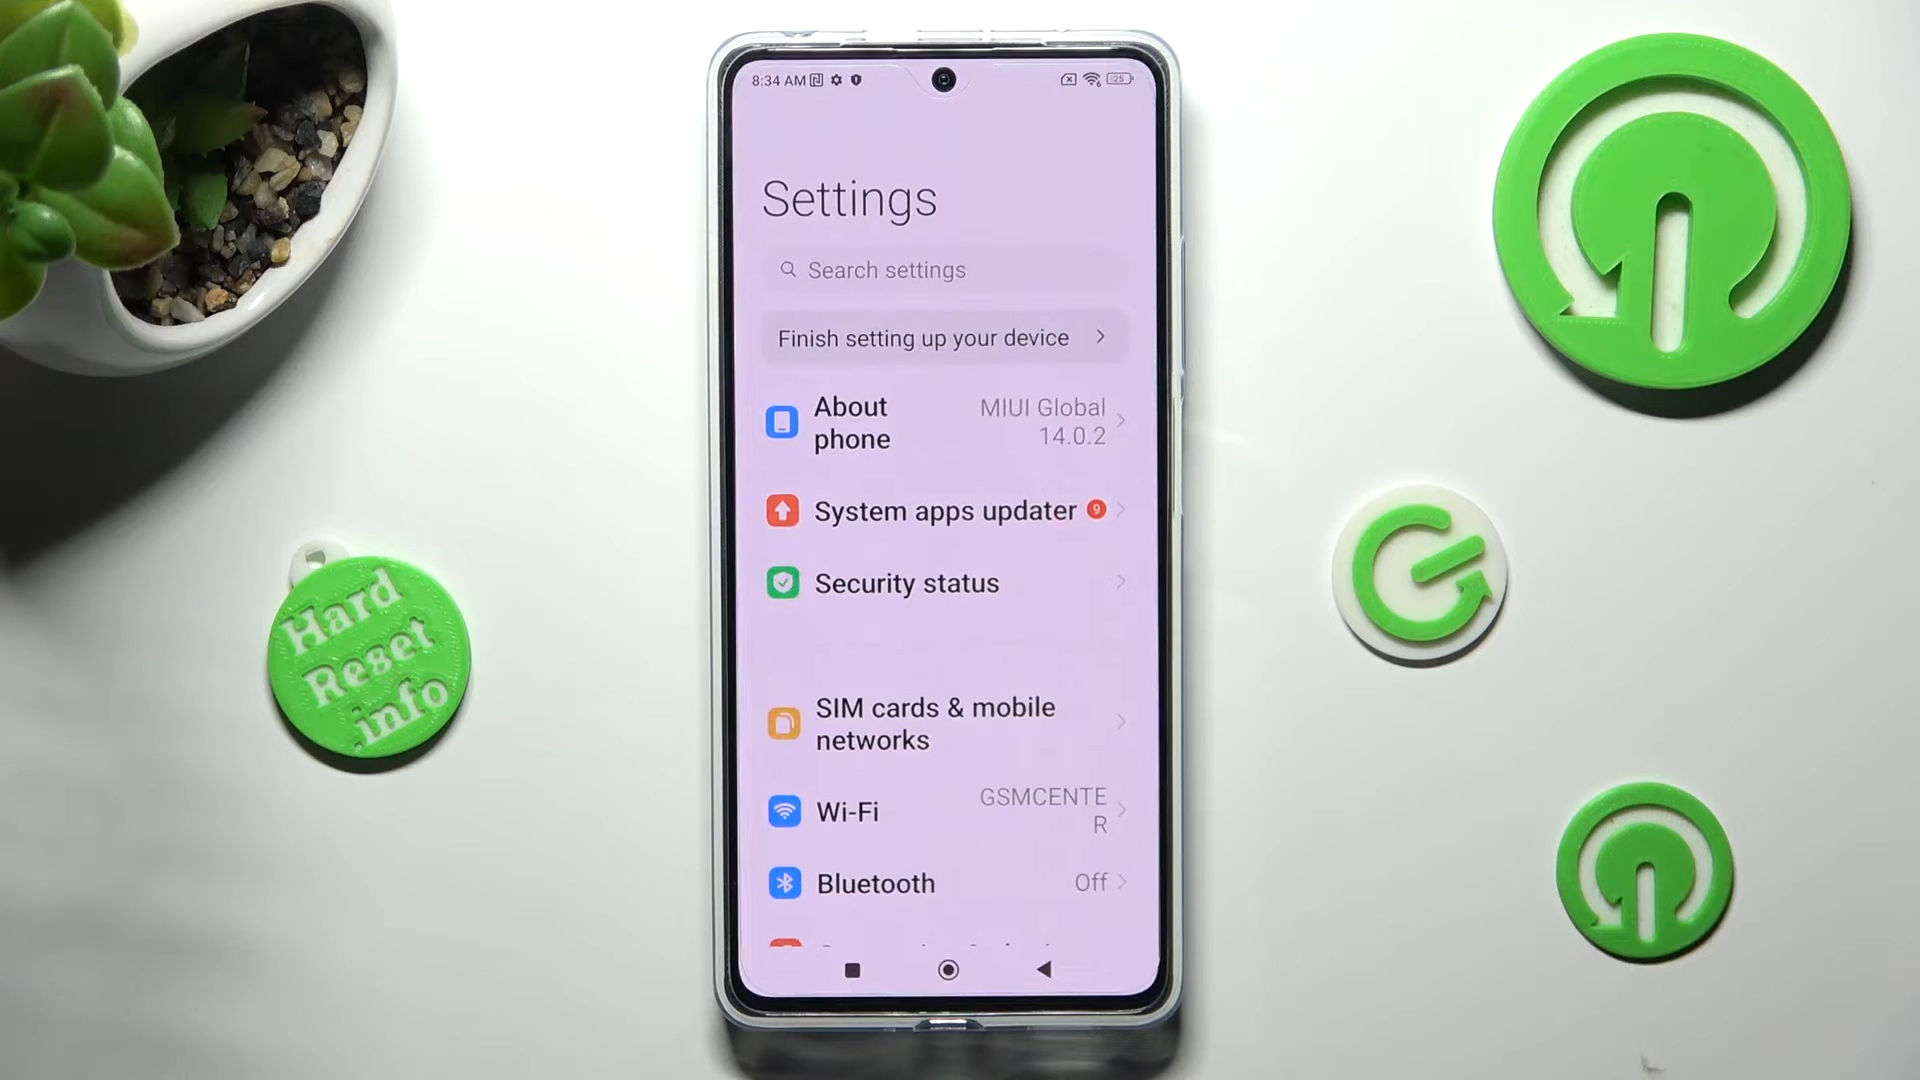 8:34 AM
25
Settings
Search settings
Finish setting up your device
About
phone
MIUI Global
14.0.2
System apps updater
9
Security status
SIM cards & mobile
networks
Wi-Fi
GSMCENTE
R
Bluetooth
Off
Hard
Reset
.info